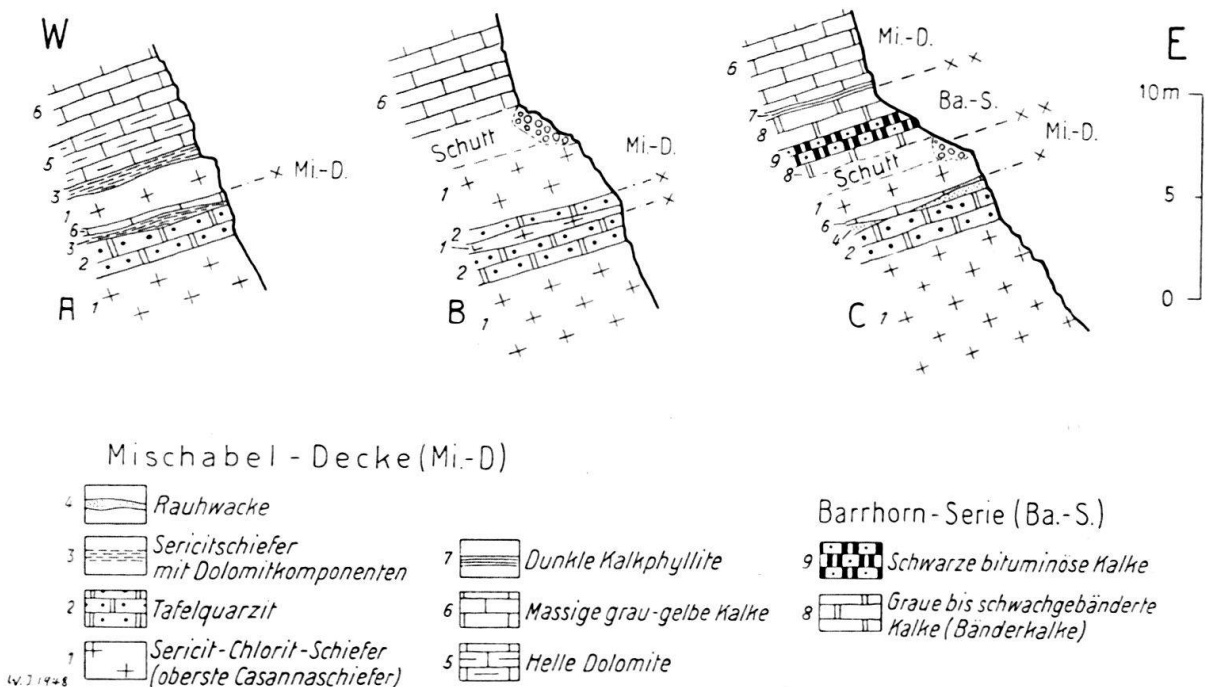 W
E
6
5
3
1
6
3
2
1
A
Mi.-D.
6
Schutt
1
2
1
2
1
B
Mi.-D.
6
7
8
9
8
Schutt
1
6
4
2
1
C
Mi.-D.
Ba.-S.
Mi.-D.
10 m
5
0
Mischabel-Decke (Mi.-D)
4 Rauhwacke
3 Sericitschiefer
mit Dolomitkomponenten
2 Tafelquarzit
1 Sericit-Chlorit-Schiefer
(oberste Casannaschiefer)
7 Dunkle Kalkphyllite
6 Massige grau-gelbe Kalke
5 Helle Dolomite
Barrhorn-Serie (Ba.-S.)
9 Schwarze bituminöse Kalke
8 Graue bis schwachgebänderte
Kalke (Bänderkalke)